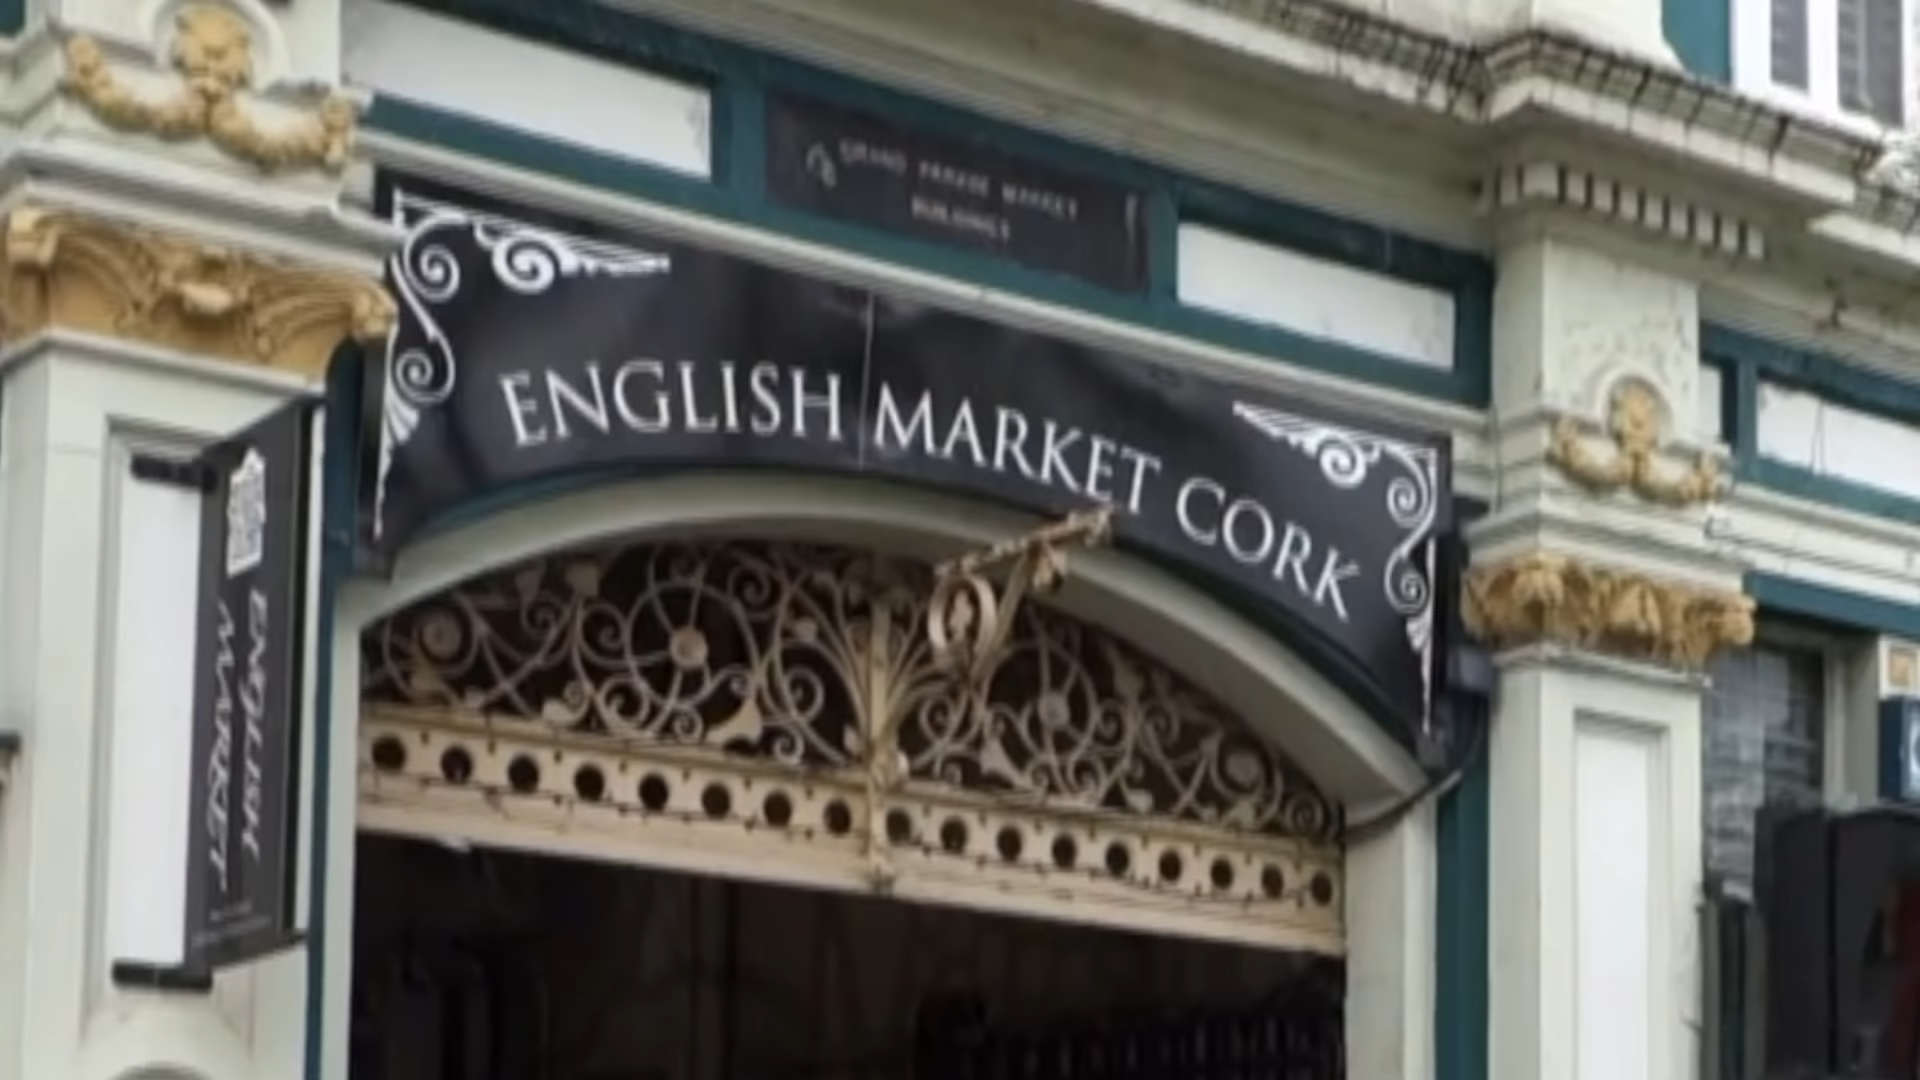 GRAND PARADE MARKET
BUILDINGS
ENGLISH MARKET CORK
ENGLISH
MARKET